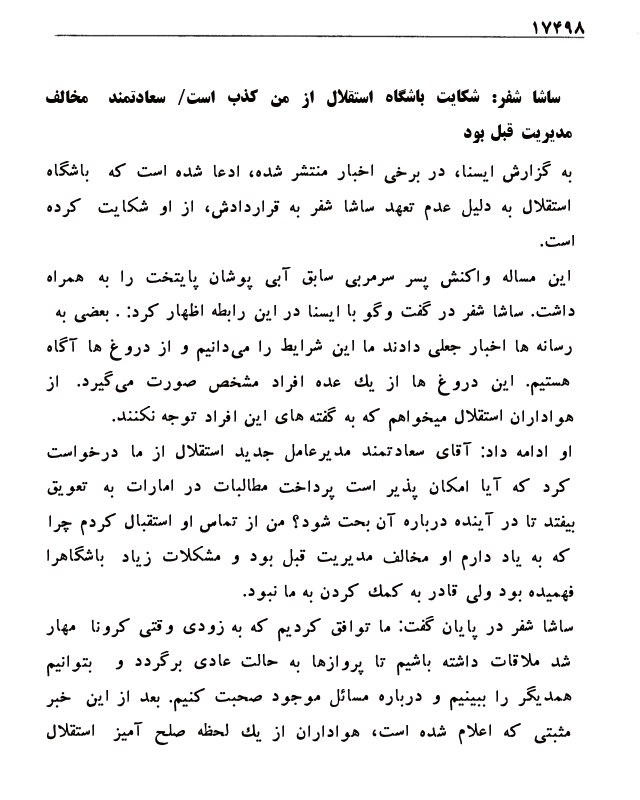 ۱۷۴۹۸
ساشا شفر: شکایت باشگاه استقلال از من کذب است/ سعادتمند مخالف
مدیریت قبل بود
به گزارش ایسنا، در برخی اخبار منتشر شده، ادعا شده است که باشگاه
استقلال به دلیل عدم تعهد ساشا شفر به قراردادش، از او شکایت کرده
است.
این مساله واکنش پسر سرمربی سابق آبی پوشان پایتخت را به همراه
داشت. ساشا شفر در گفت وگو با ایسنا در این رابطه اظهار کرد: . بعضی به
رسانه ها اخبار جعلی دادند ما این شرایط را می‌دانیم و از دروغ ها آگاه
هستیم. این دروغ ها از یك عده افراد مشخص صورت می‌گیرد. از
هواداران استقلال میخواهم که به گفته های این افراد توجه نکنند.
او ادامه داد: آقای سعادتمند مدیرعامل جدید استقلال از ما درخواست
کرد که آیا امکان پذیر است پرداخت مطالبات در امارات به تعویق
بیفتد تا در آینده درباره آن بحت شود؟ من از تماس او استقبال کردم چرا
که به یاد دارم او مخالف مدیریت قبل بود و مشکلات زیاد باشگاهرا
فهمیده بود ولی قادر به کمك کردن به ما نبود.
ساشا شفر در پایان گفت: ما توافق کردیم که به زودی وقتی کرونا مهار
شد ملاقات داشته باشیم تا پروازها به حالت عادی برگردد و بتوانیم
همدیگر را ببینیم و درباره مسائل موجود صحبت کنیم. بعد از این خبر
مثبتی که اعلام شده است، هواداران از یك لحظه صلح آمیز استقلال